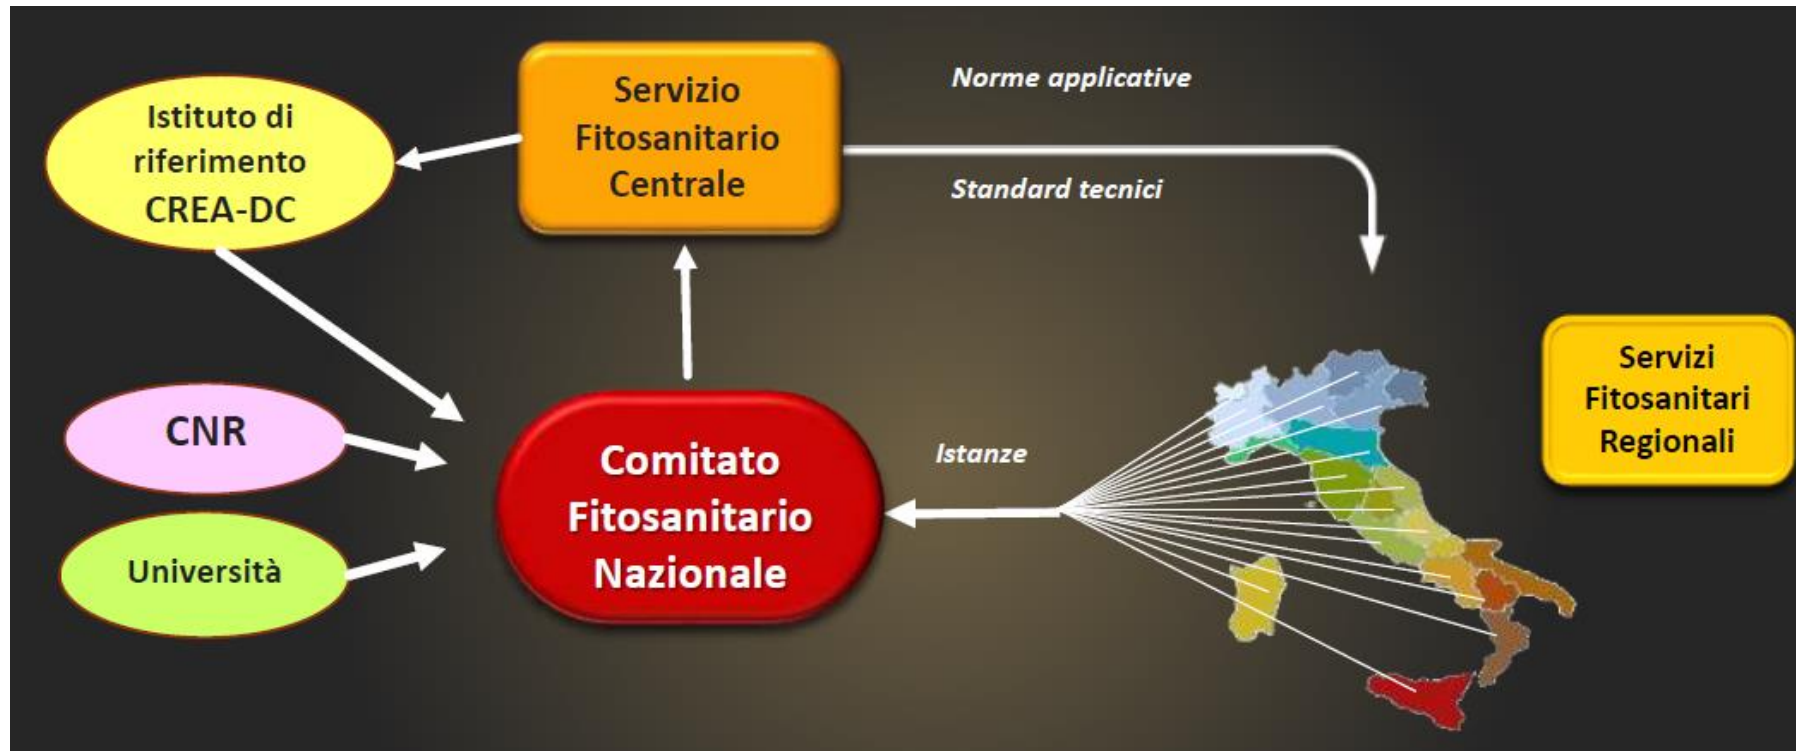 Istituto di
riferimento
CREA-DC
Servizio
Fitosanitario
Centrale
Norme applicative
Standard tecnici
Servizi
Fitosanitari
Regionali
CNR
Università
Comitato
Fitosanitario
Nazionale
Istanze